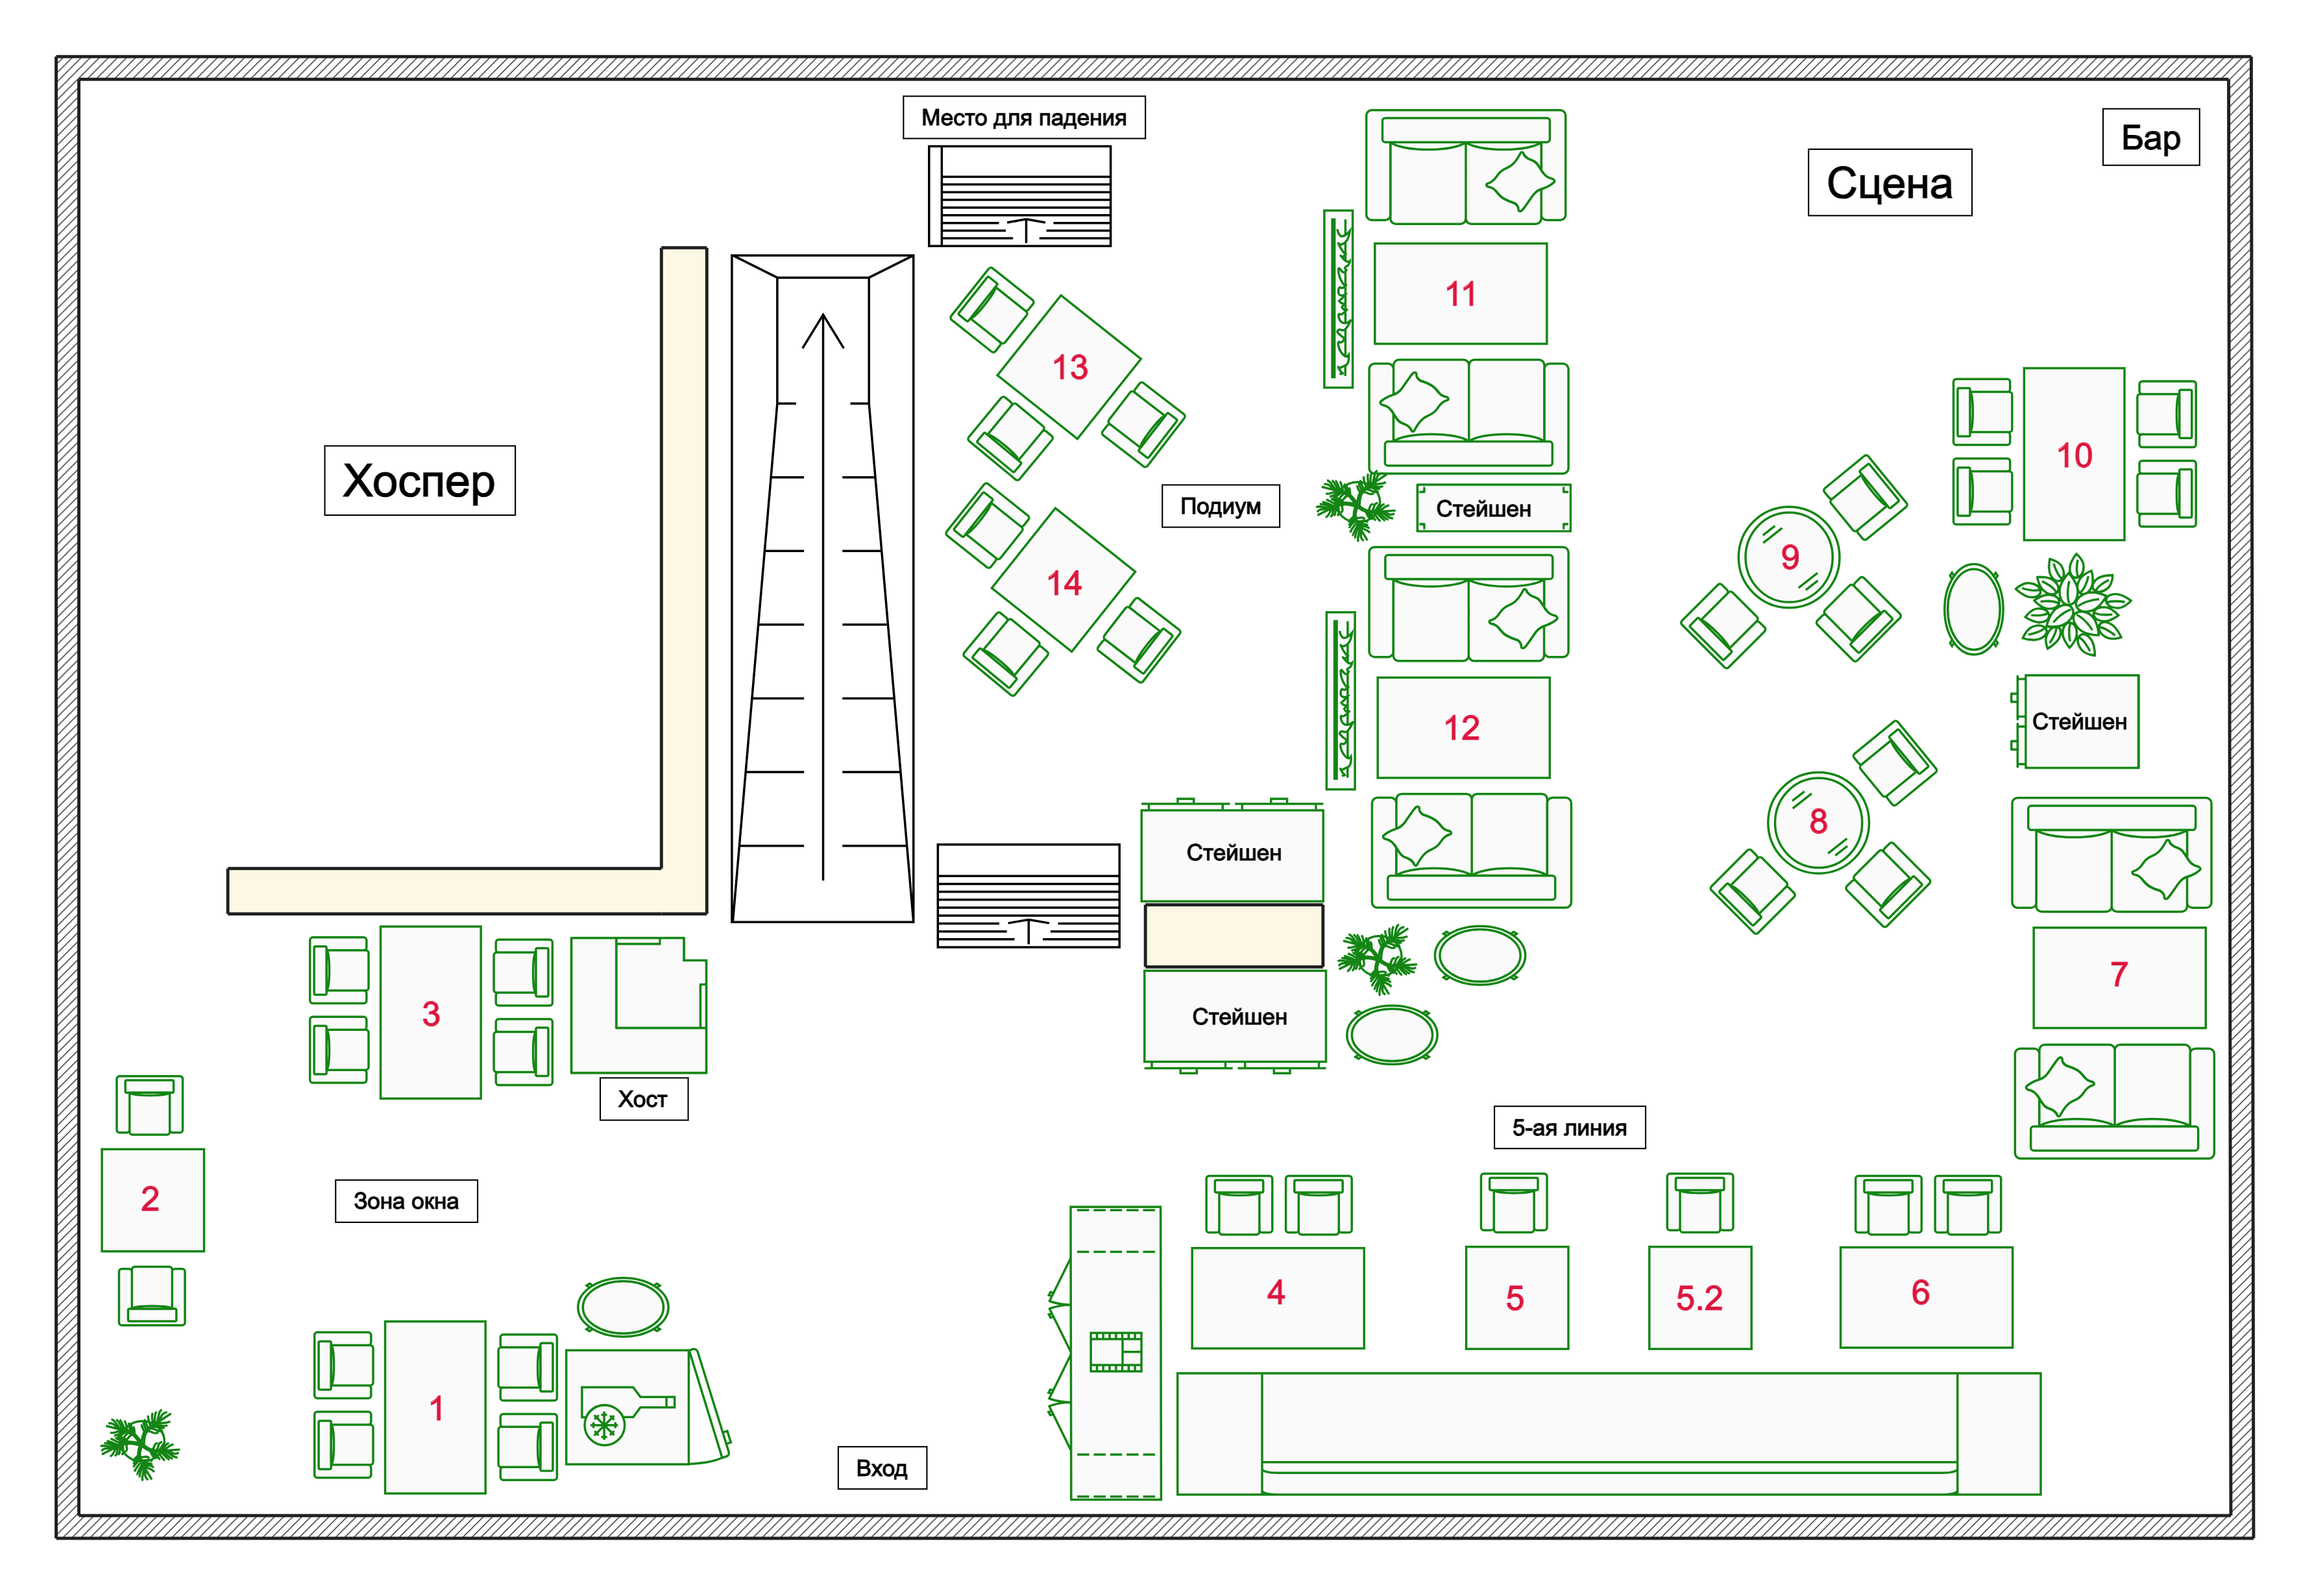 Место для падения
Бар
Сцена
11
13
10
Хоспер
Подиум
Стейшен
9
14
Стейшен
12
8
Стейшен
7
3
Стейшен
Хост
5-ая линия
2
Зона окна
4
5
5.2
6
1
Вход